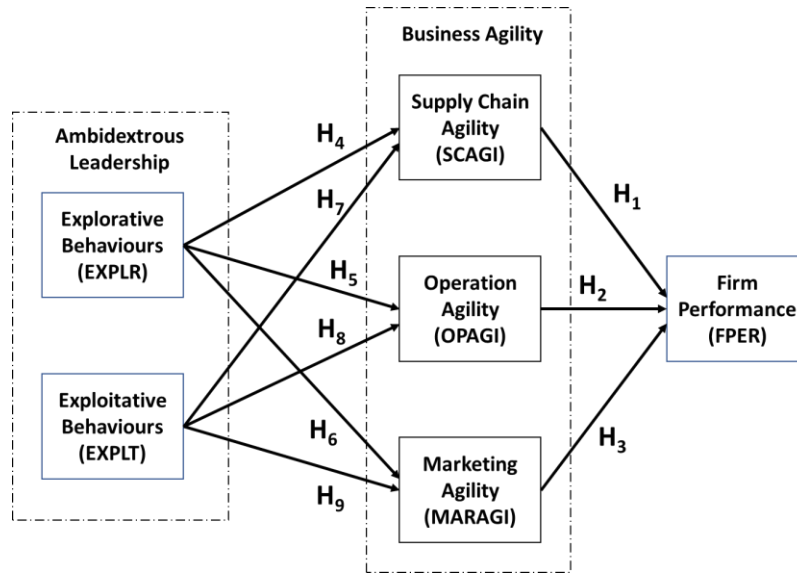 Business Agility
Ambidextrous
Leadership
Explorative
Behaviours
(EXPLR)
Exploitative
Behaviours
(EXPLT)
H₄
H₇
H₅
H₈
H₆
H₉
Supply Chain
Agility
(SCAGI)
Operation
Agility
(OPAGI)
Marketing
Agility
(MARAGI)
H₁
H₂
H₃
Firm
Performance
(FPER)